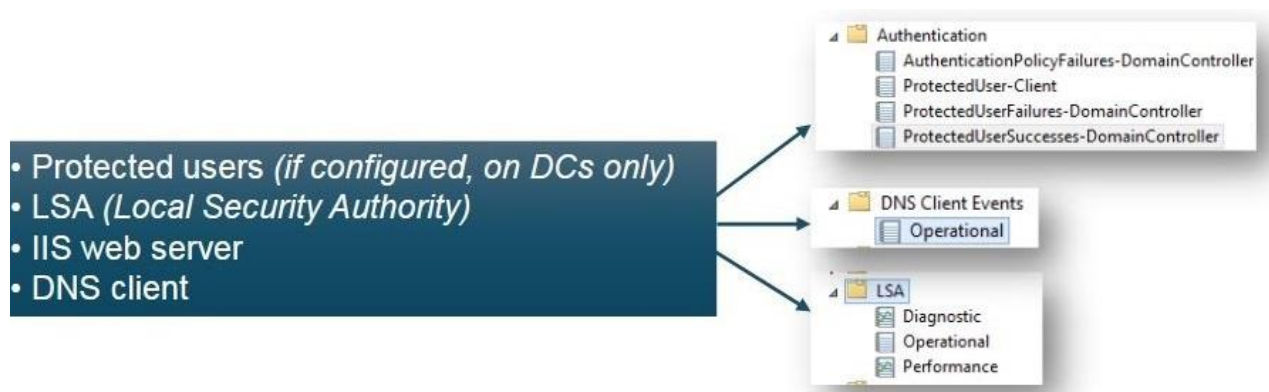 • Protected users (if configured, on DCs only)
• LSA (Local Security Authority)
• IIS web server
• DNS client
Authentication
AuthenticationPolicyFailures-DomainController
ProtectedUser-Client
ProtectedUserFailures-DomainController
ProtectedUserSuccesses-DomainController
DNS Client Events
Operational
LSA
Diagnostic
Operational
Performance